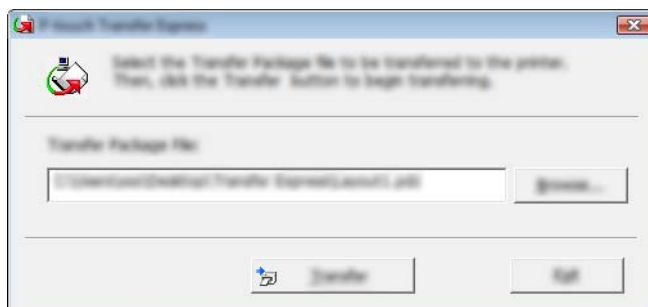 P-touch Transfer Express
Select the Transfer Package file to be transferred to the printer.
Then, click the Transfer button to begin transferring.
Transfer Package File:
Browse...
Transfer
Exit